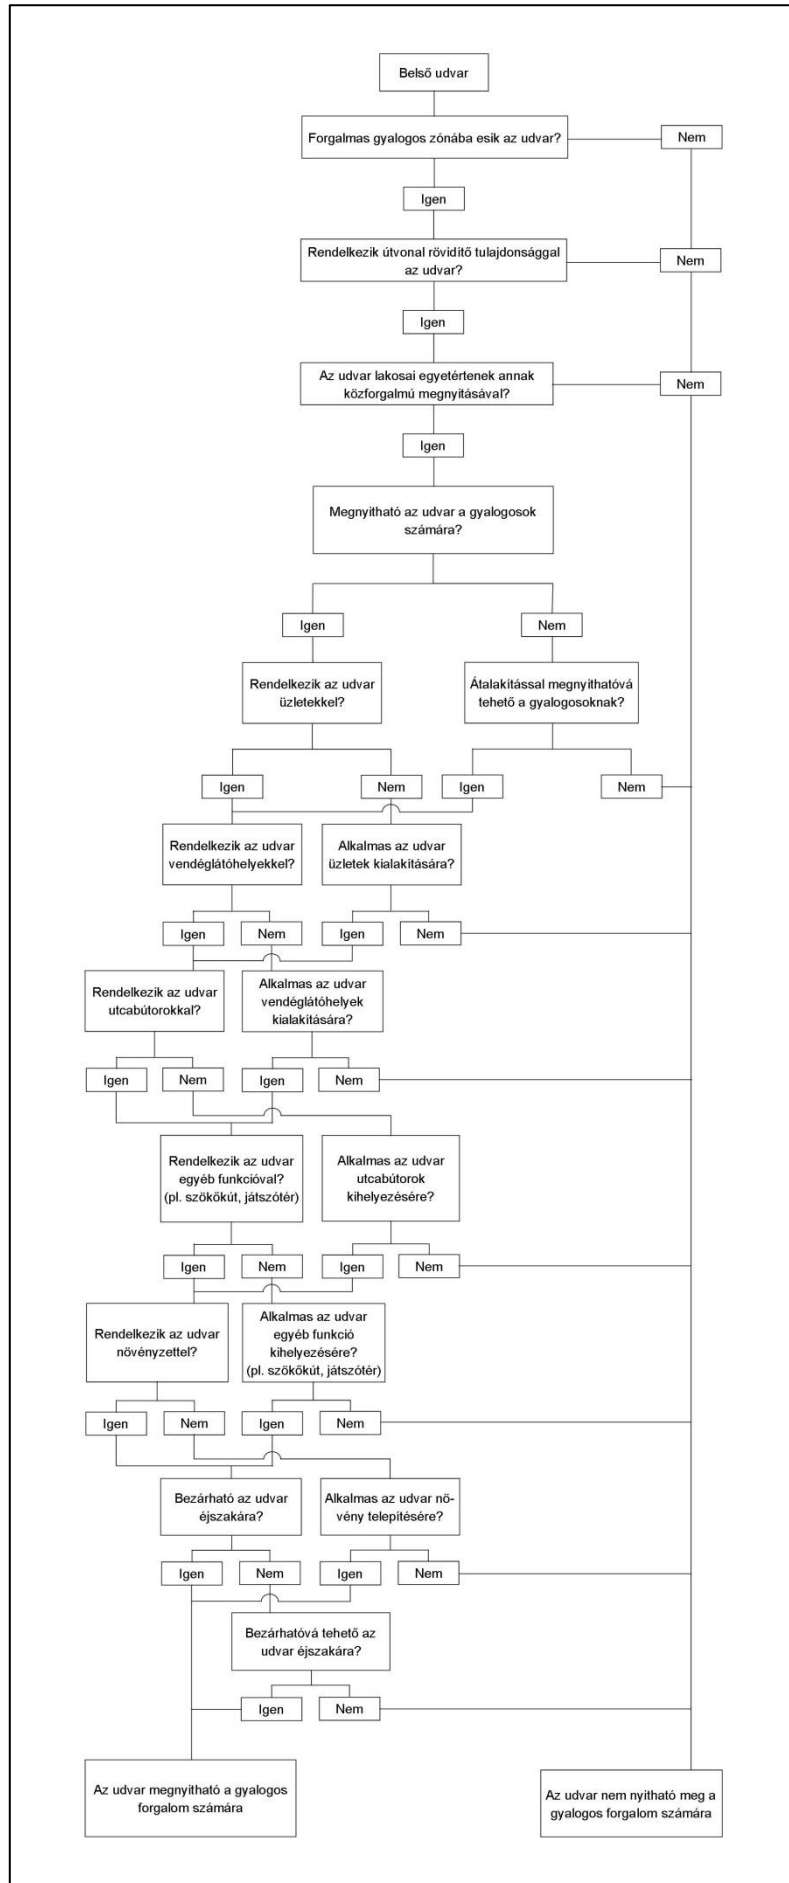 Belső udvar
Forgalmas gyalogos zónába esik az udvar?
Nem
Igen
Rendelkezik útvonal rövidítő tulajdonsággal
az udvar?
Nem
Igen
Az udvar lakosai egyetértenek annak
közforgalmú megnyitásával?
Nem
Igen
Megnyitható az udvar a gyalogosok
számára?
Igen
Nem
Rendelkezik az udvar
üzletekkel?
Átalakítással megnyithatóvá
tehető a gyalogosoknak?
Igen
Nem
Igen
Nem
Rendelkezik az udvar
vendéglátóhelyekkel?
Alkalmas az udvar
üzletek kialakítására?
Igen
Nem
Igen
Nem
Rendelkezik az udvar
utcabútorokkal?
Alkalmas az udvar
vendéglátóhelyek
kialakítására?
Igen
Nem
Igen
Nem
Rendelkezik az udvar
egyéb funkcióval?
(pl. szökőkút, játszótér)
Alkalmas az udvar
utcabútorok
kihelyezésére?
Igen
Nem
Igen
Nem
Rendelkezik az udvar
növényzettel?
Alkalmas az udvar
egyéb funkció
kihelyezésére?
(pl. szökőkút, játszótér)
Igen
Nem
Igen
Nem
Bezárható az udvar
éjszakára?
Alkalmas az udvar nö-
vény telepítésére?
Igen
Nem
Igen
Nem
Bezárhatóvá tehető az
udvar éjszakára?
Igen
Nem
Az udvar megnyitható a gyalogos
forgalom számára
Az udvar nem nyitható meg a
gyalogos forgalom számára